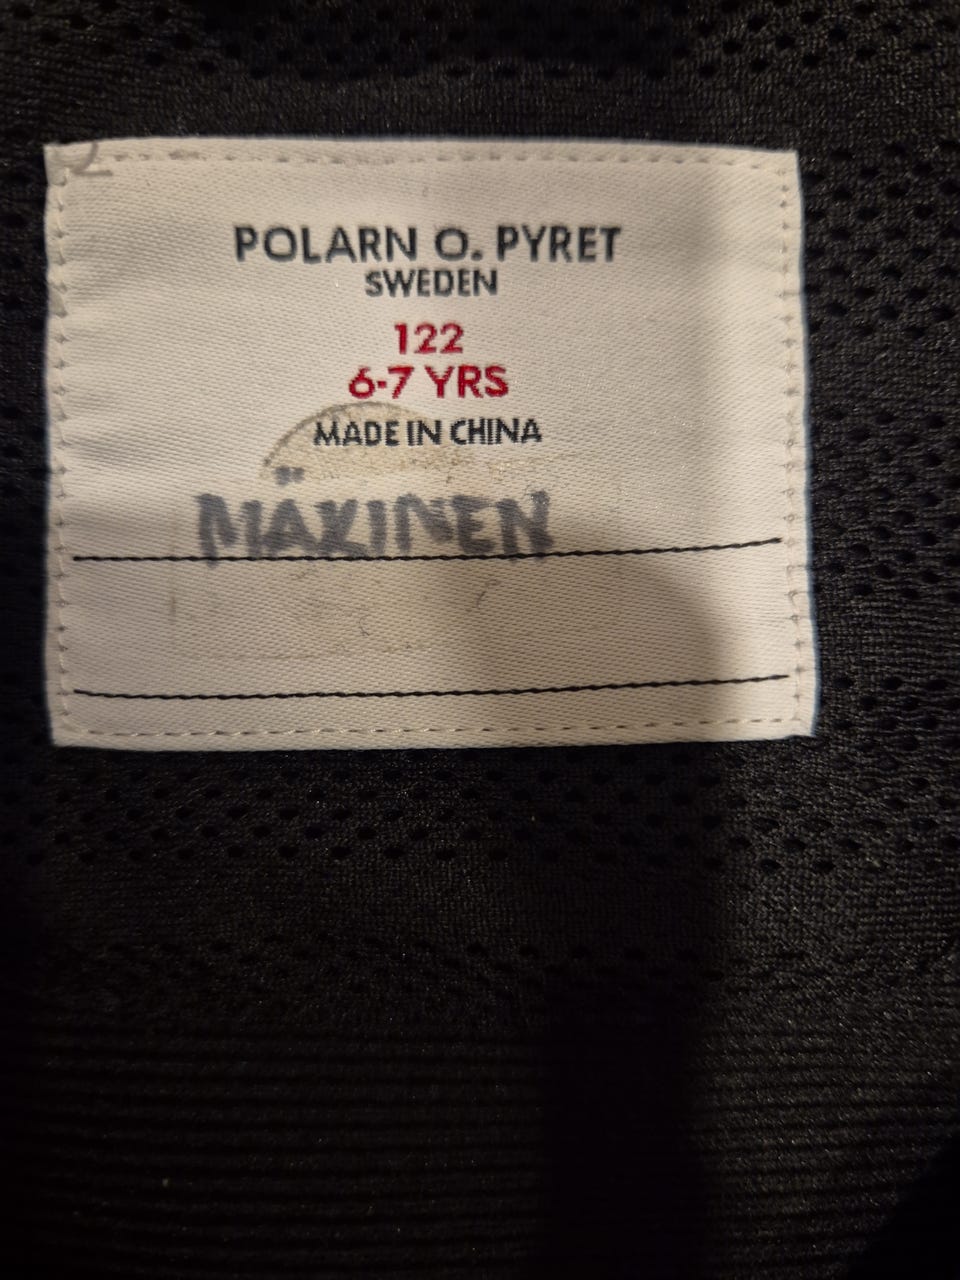 POLARN O. PYRET
SWEDEN
122
6-7 YRS
MADE IN CHINA
MÄKINEN